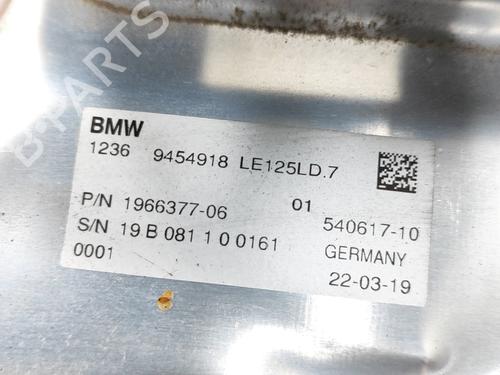 B-PARTS
BMW
1236 9454918 LE125LD.7
P/N 1966377-06 01 540617-10
S/N 19 B 081 1 0 0161 GERMANY
0001 22-03-19